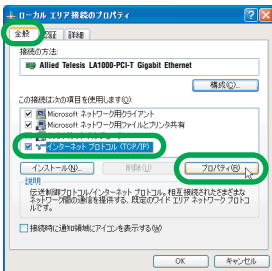 ローカル エリア接続のプロパティ
全般 認証 詳細
接続の方法:
Allied Telesis LA1000-PCI-T Gigabit Ethernet
構成(C)...
この接続は次の項目を使用します(O):
Microsoft ネットワーク用クライアント
Microsoft ネットワーク用ファイルとプリンタ共有
インターネット プロトコル (TCP/IP)
インストール(N)... 削除(U) プロパティ(R)
説明
伝送制御プロトコル/インターネット プロトコル。相互接続されたさまざまな
ネットワーク間の通信を提供する、既定のワイド エリア ネットワーク プロトコ
ルです。
接続時に通知領域にアイコンを表示する(W)
OK キャンセル